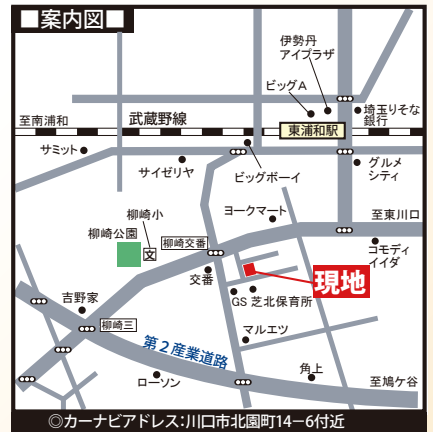 ■案内図■
伊勢丹
アイプラザ
ビッグA
埼玉りそな
銀行
至南浦和
武蔵野線
東浦和駅
サミット
サイゼリヤ
ビッグボーイ
グルメ
シティ
ヨークマート
至東川口
柳崎小
柳崎公園
文
柳崎交番
交番
コモディ
イイダ
現地
GS
芝北保育所
吉野家
柳崎三
マルエツ
第2産業道路
ローソン
角上
至鳩ケ谷
◎カーナビアドレス:川口市北園町14−6付近